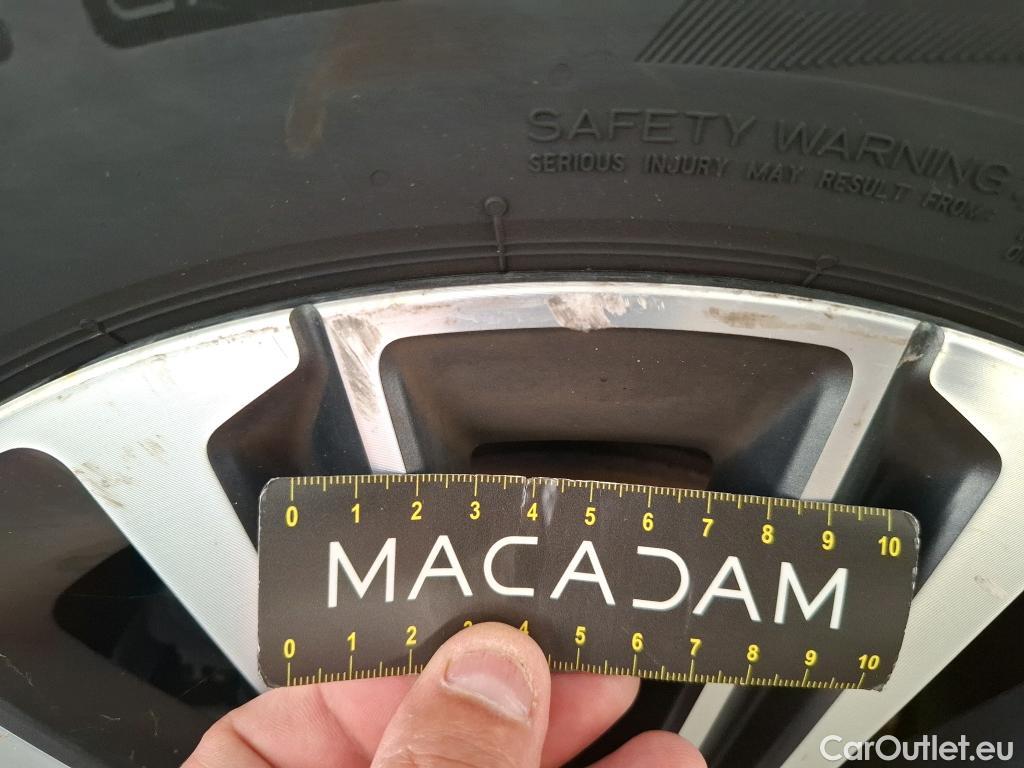 SAFETY WARNING
SERIOUS INJURY MAY RESULT FROM:
0 1 2 3 4 5 6 7 8 9 10
MACADAM
0 1 2 3 4 5 6 7 8 9 10
CarOutlet.eu